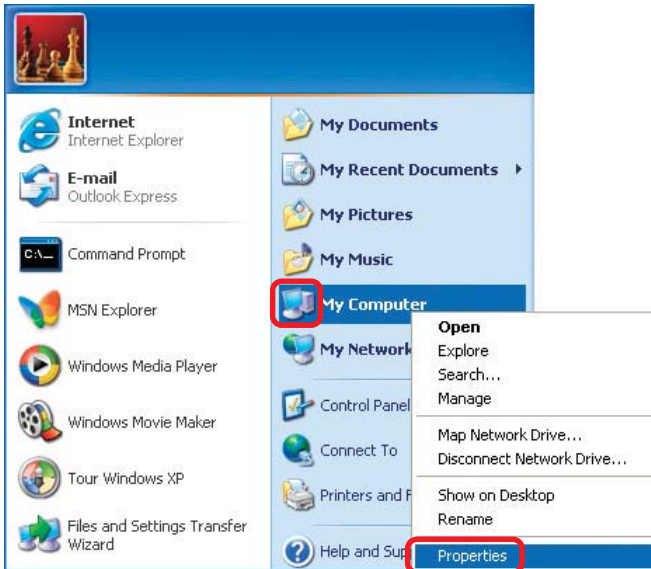 Internet
Internet Explorer
E-mail
Outlook Express
Command Prompt
MSN Explorer
Windows Media Player
Windows Movie Maker
Tour Windows XP
Files and Settings Transfer
Wizard
My Documents
My Recent Documents
My Pictures
My Music
My Computer
My Network
Control Panel
Connect To
Printers and F
Help and Sup
Open
Explore
Search...
Manage
Map Network Drive...
Disconnect Network Drive...
Show on Desktop
Rename
Properties
C:\_